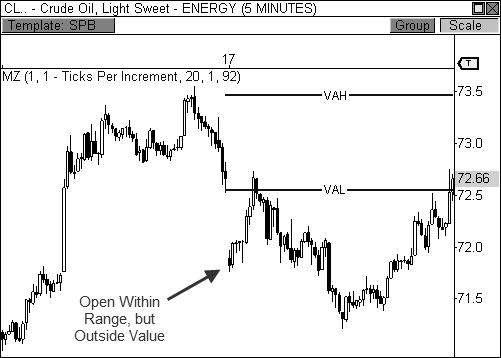 CL.. - Crude Oil, Light Sweet - ENERGY (5 MINUTES)
Template: SPB
Group
Scale
17
T
MZ (1, 1 - Ticks Per Increment, 20, 1, 92)
VAH
73.5
73.0
72.66
VAL
72.5
72.0
71.5
Open Within
Range, but
Outside Value